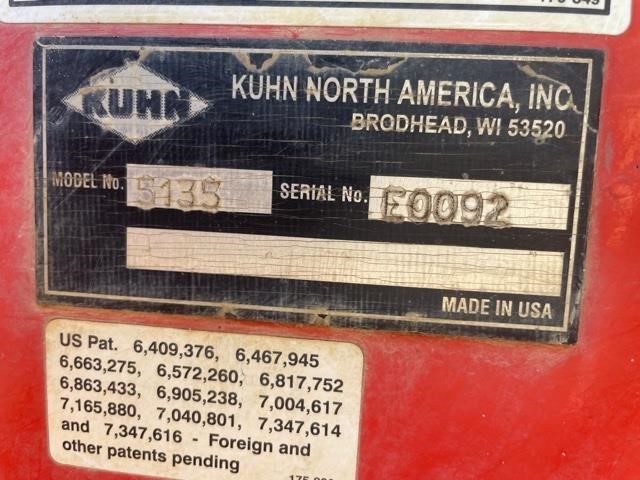 KUHN
KUHN NORTH AMERICA, INC.
BRODHEAD, WI 53520
MODEL No. 5135 SERIAL No. E0092
MADE IN USA
US Pat. 6,409,376, 6,467,945
6,663,275, 6,572,260, 6,817,752
6,863,433, 6,905,238, 7,004,617
7,165,880, 7,040,801, 7,347,614
and 7,347,616 - Foreign and
other patents pending